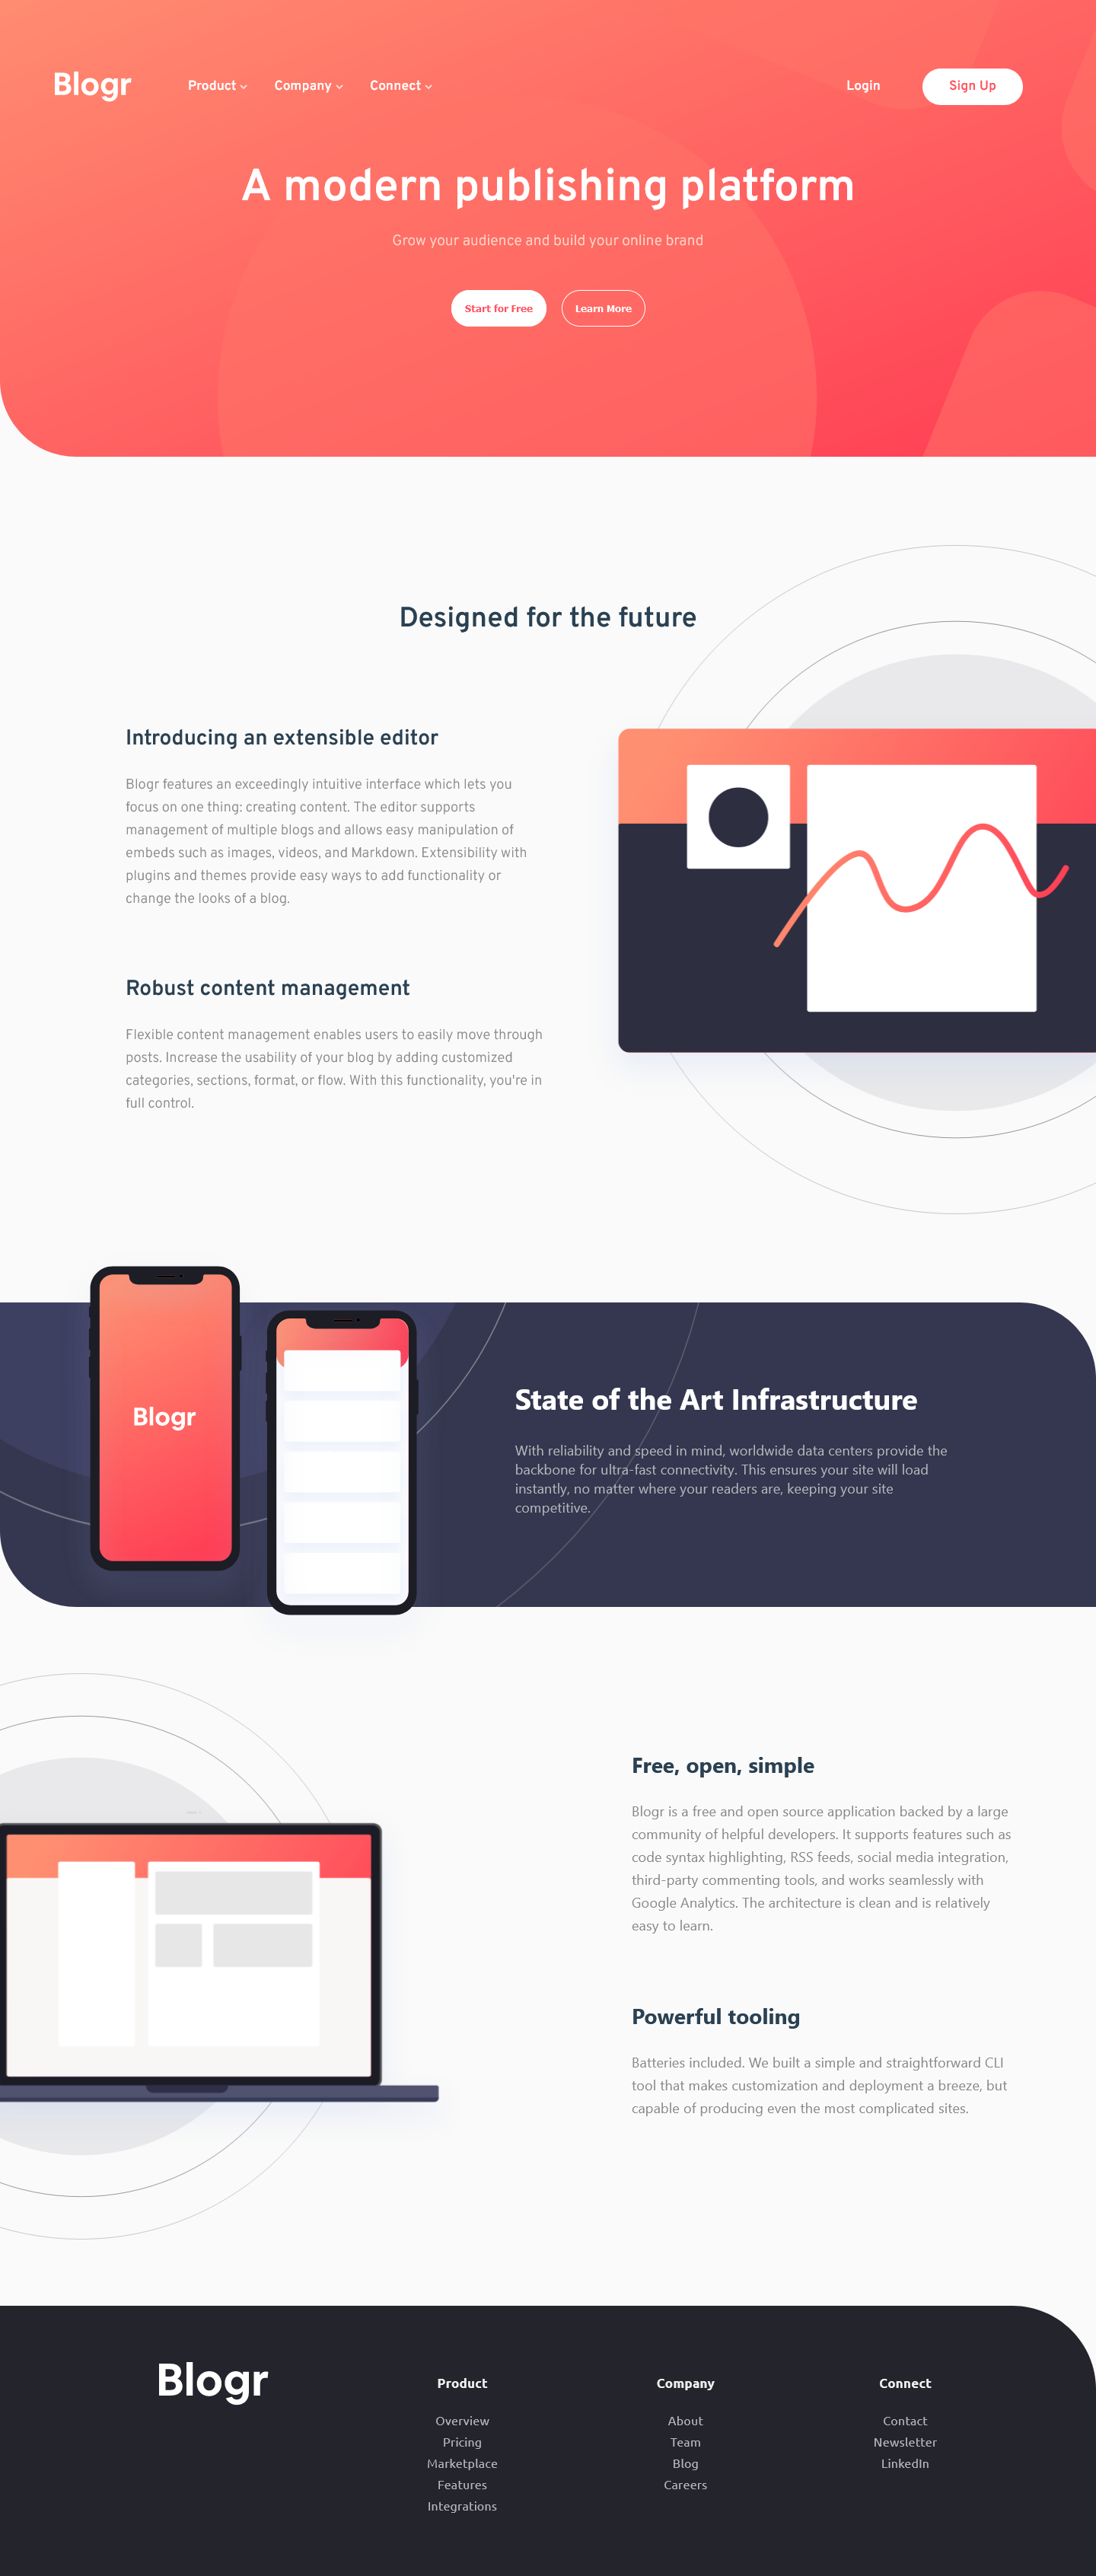 Blogr
Product
Company
Connect
Login
Sign Up
A modern publishing platform
Grow your audience and build your online brand
Start for Free
Learn More
Designed for the future
Introducing an extensible editor
Blogr features an exceedingly intuitive interface which lets you
focus on one thing: creating content. The editor supports
management of multiple blogs and allows easy manipulation of
embeds such as images, videos, and Markdown. Extensibility with
plugins and themes provide easy ways to add functionality or
change the looks of a blog.
Robust content management
Flexible content management enables users to easily move through
posts. Increase the usability of your blog by adding customized
categories, sections, format, or flow. With this functionality, you're in
full control.
Blogr
State of the Art Infrastructure
With reliability and speed in mind, worldwide data centers provide the
backbone for ultra-fast connectivity. This ensures your site will load
instantly, no matter where your readers are, keeping your site
competitive.
Free, open, simple
Blogr is a free and open source application backed by a large
community of helpful developers. It supports features such as
code syntax highlighting, RSS feeds, social media integration,
third-party commenting tools, and works seamlessly with
Google Analytics. The architecture is clean and is relatively
easy to learn.
Powerful tooling
Batteries included. We built a simple and straightforward CLI
tool that makes customization and deployment a breeze, but
capable of producing even the most complicated sites.
Blogr
Product
Overview
Pricing
Marketplace
Features
Integrations
Company
About
Team
Blog
Careers
Connect
Contact
Newsletter
LinkedIn